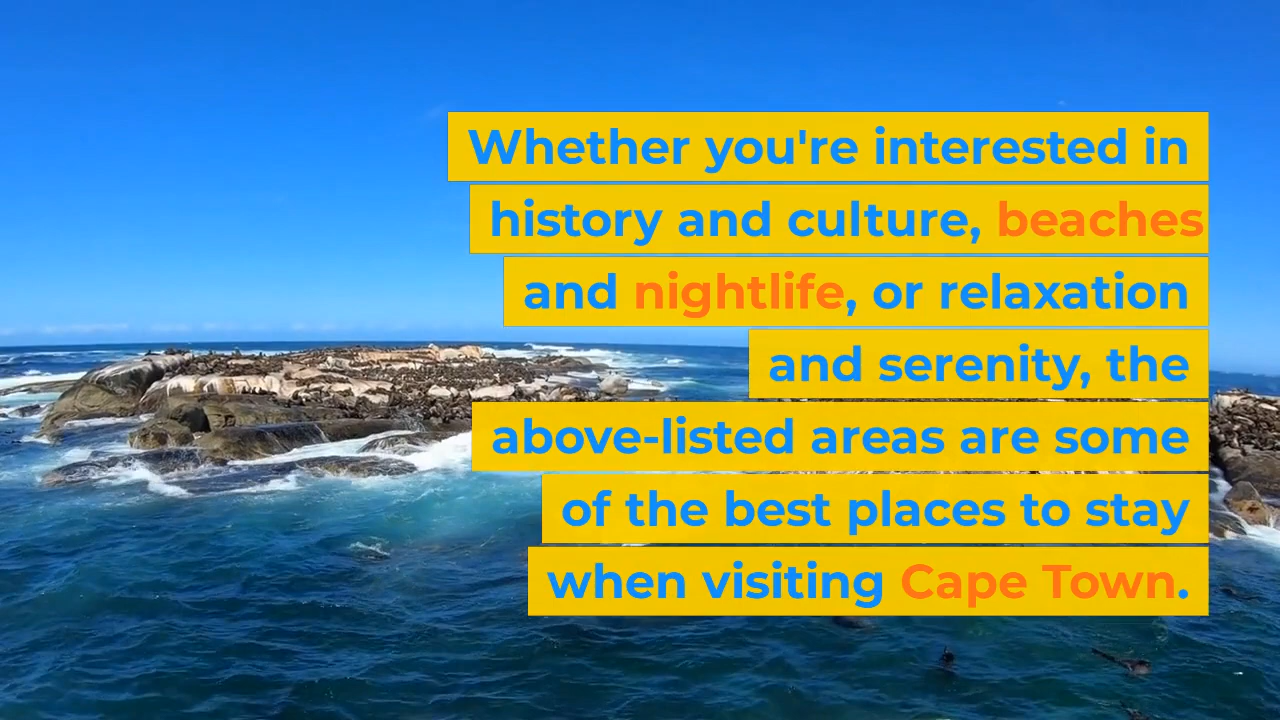 Whether you're interested in
history and culture, beaches
and nightlife, or relaxation
and serenity, the
above-listed areas are some
of the best places to stay
when visiting Cape Town.